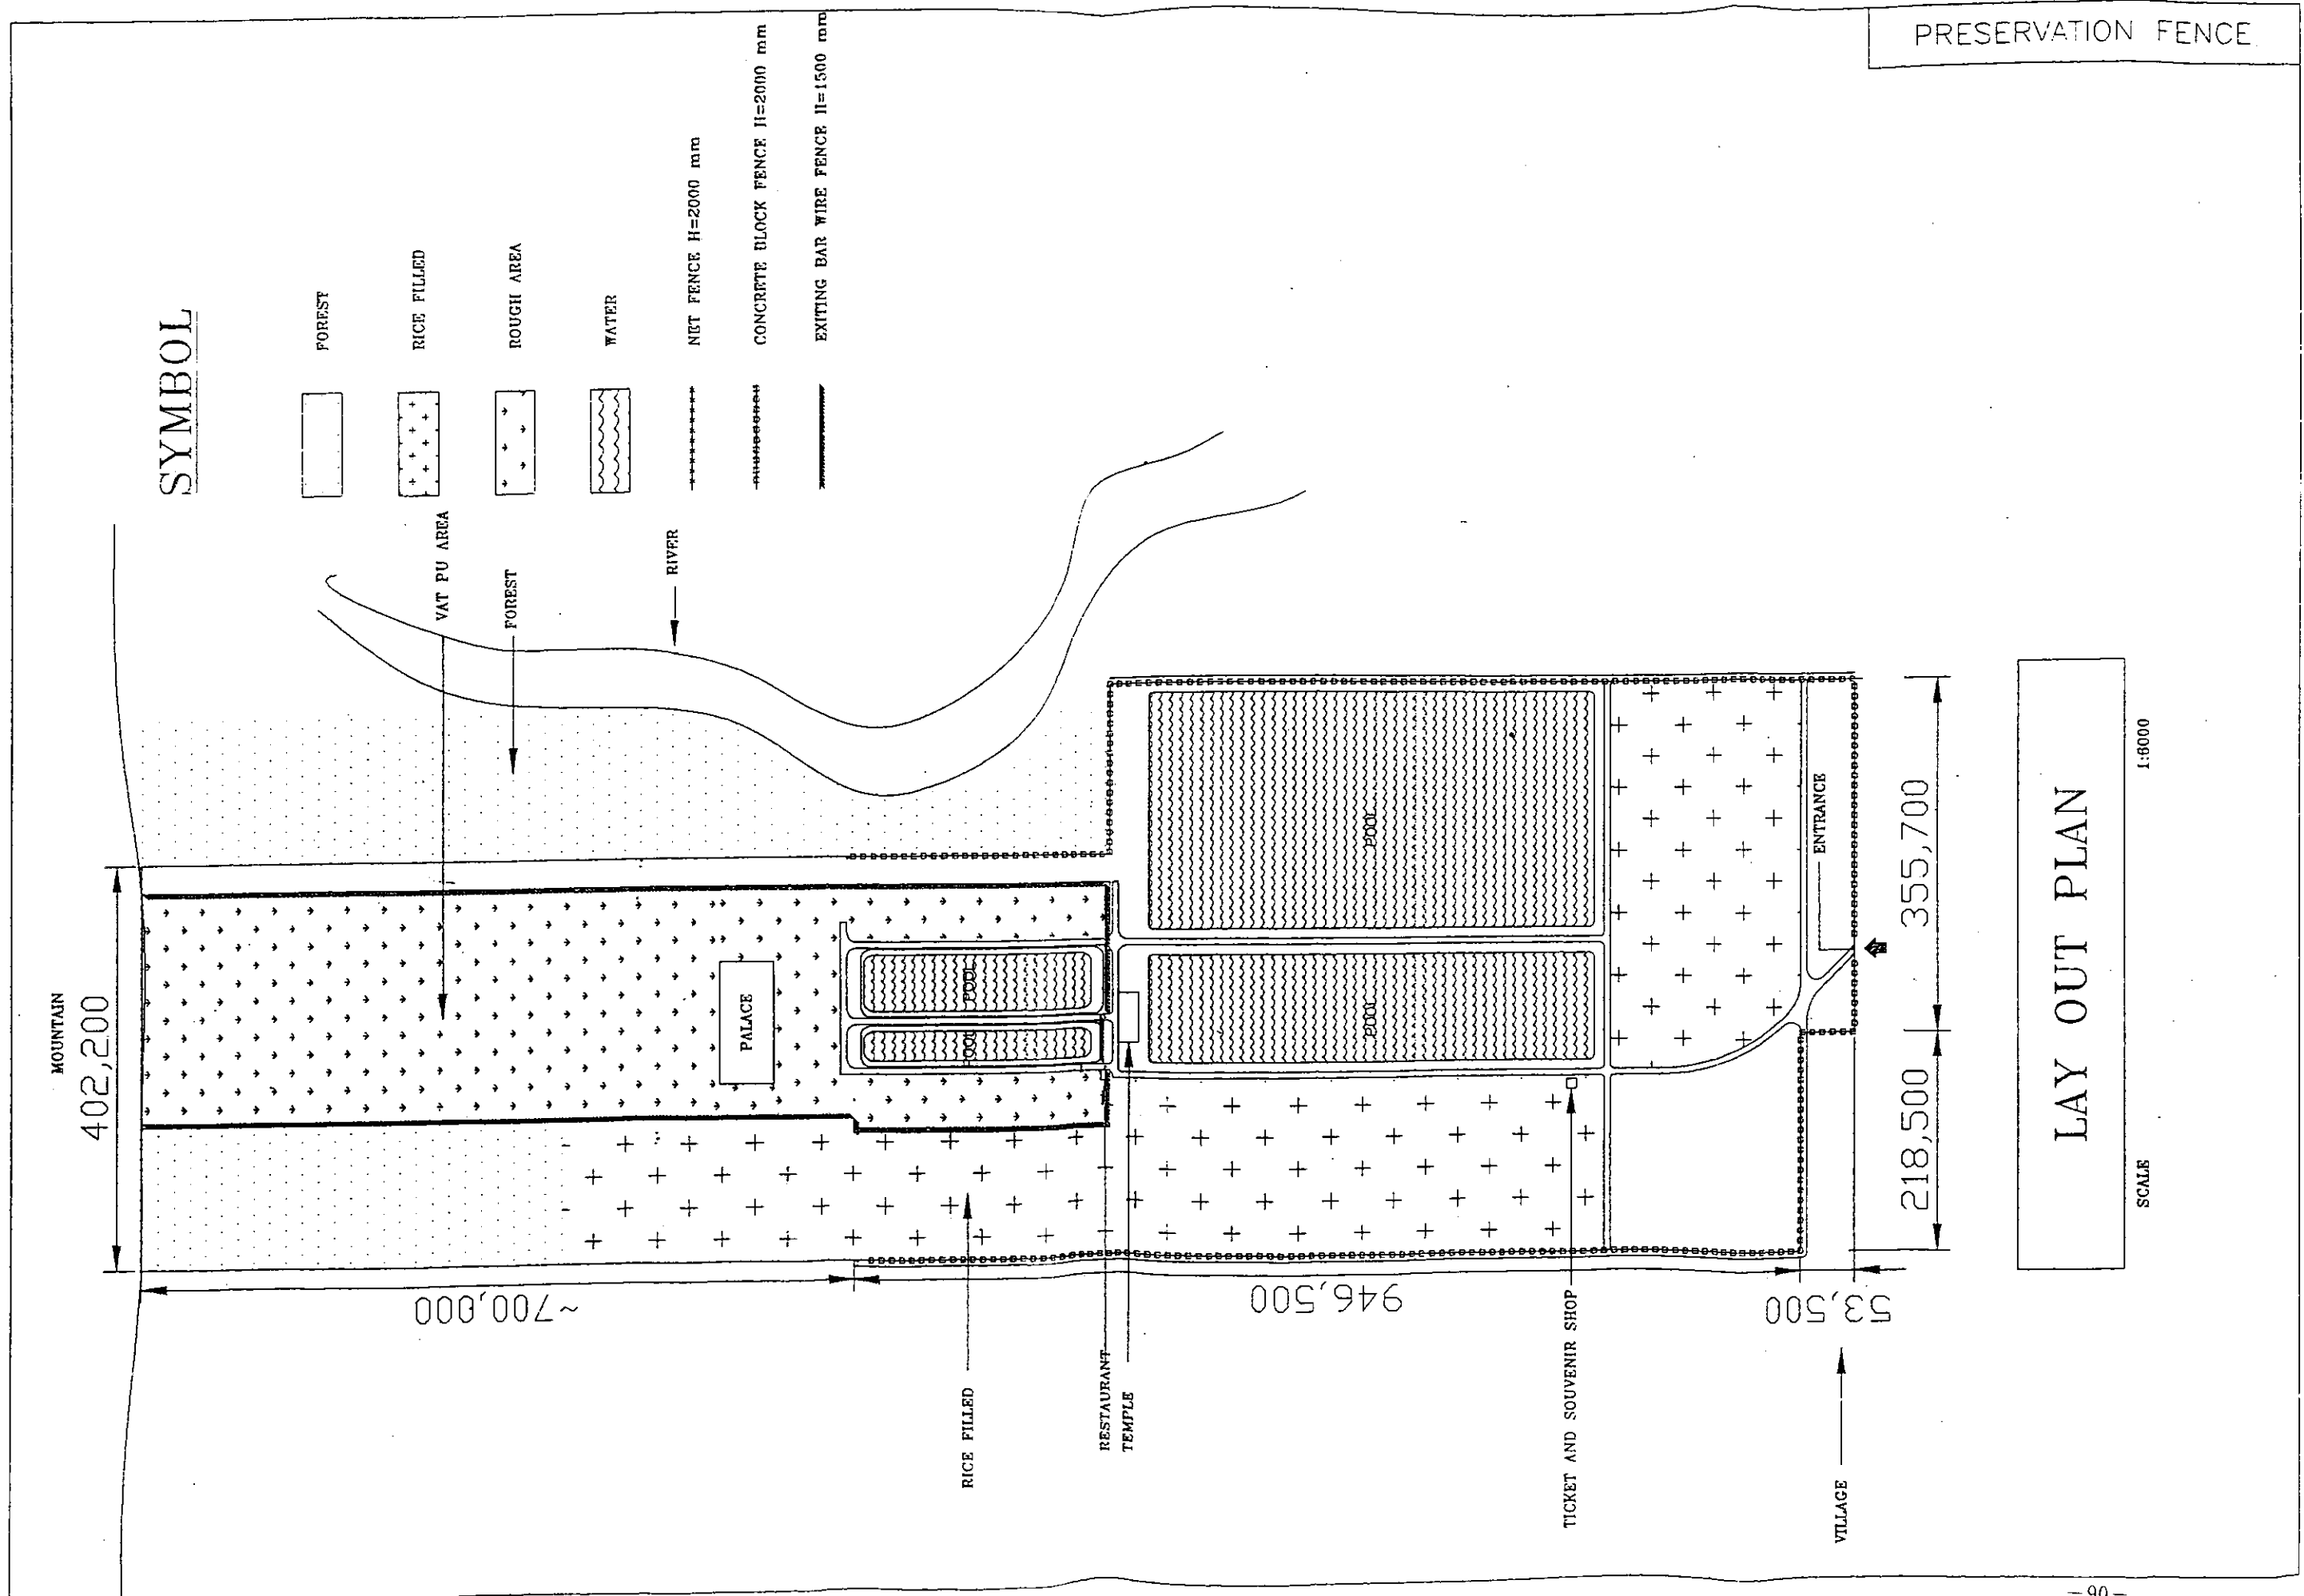 PRESERVATION FENCE
SYMBOL
FOREST
RICE FILLED
ROUGH AREA
WATER
NET FENCE H=2000 mm
CONCRETE BLOCK FENCE H=2000 mm
EXITING BAR WIRE FENCE H=1500 mm
VAT PU AREA
FOREST
RIVER
MOUNTAIN
402,200
PALACE
POOL
POOL
POOL
POOL
ENTRANCE
355,700
218,500
~700,000
946,500
53,500
RICE FILLED
RESTAURANT
TEMPLE
TICKET AND SOUVENIR SHOP
VILLAGE
LAY OUT PLAN
SCALE
1:6000
-90-